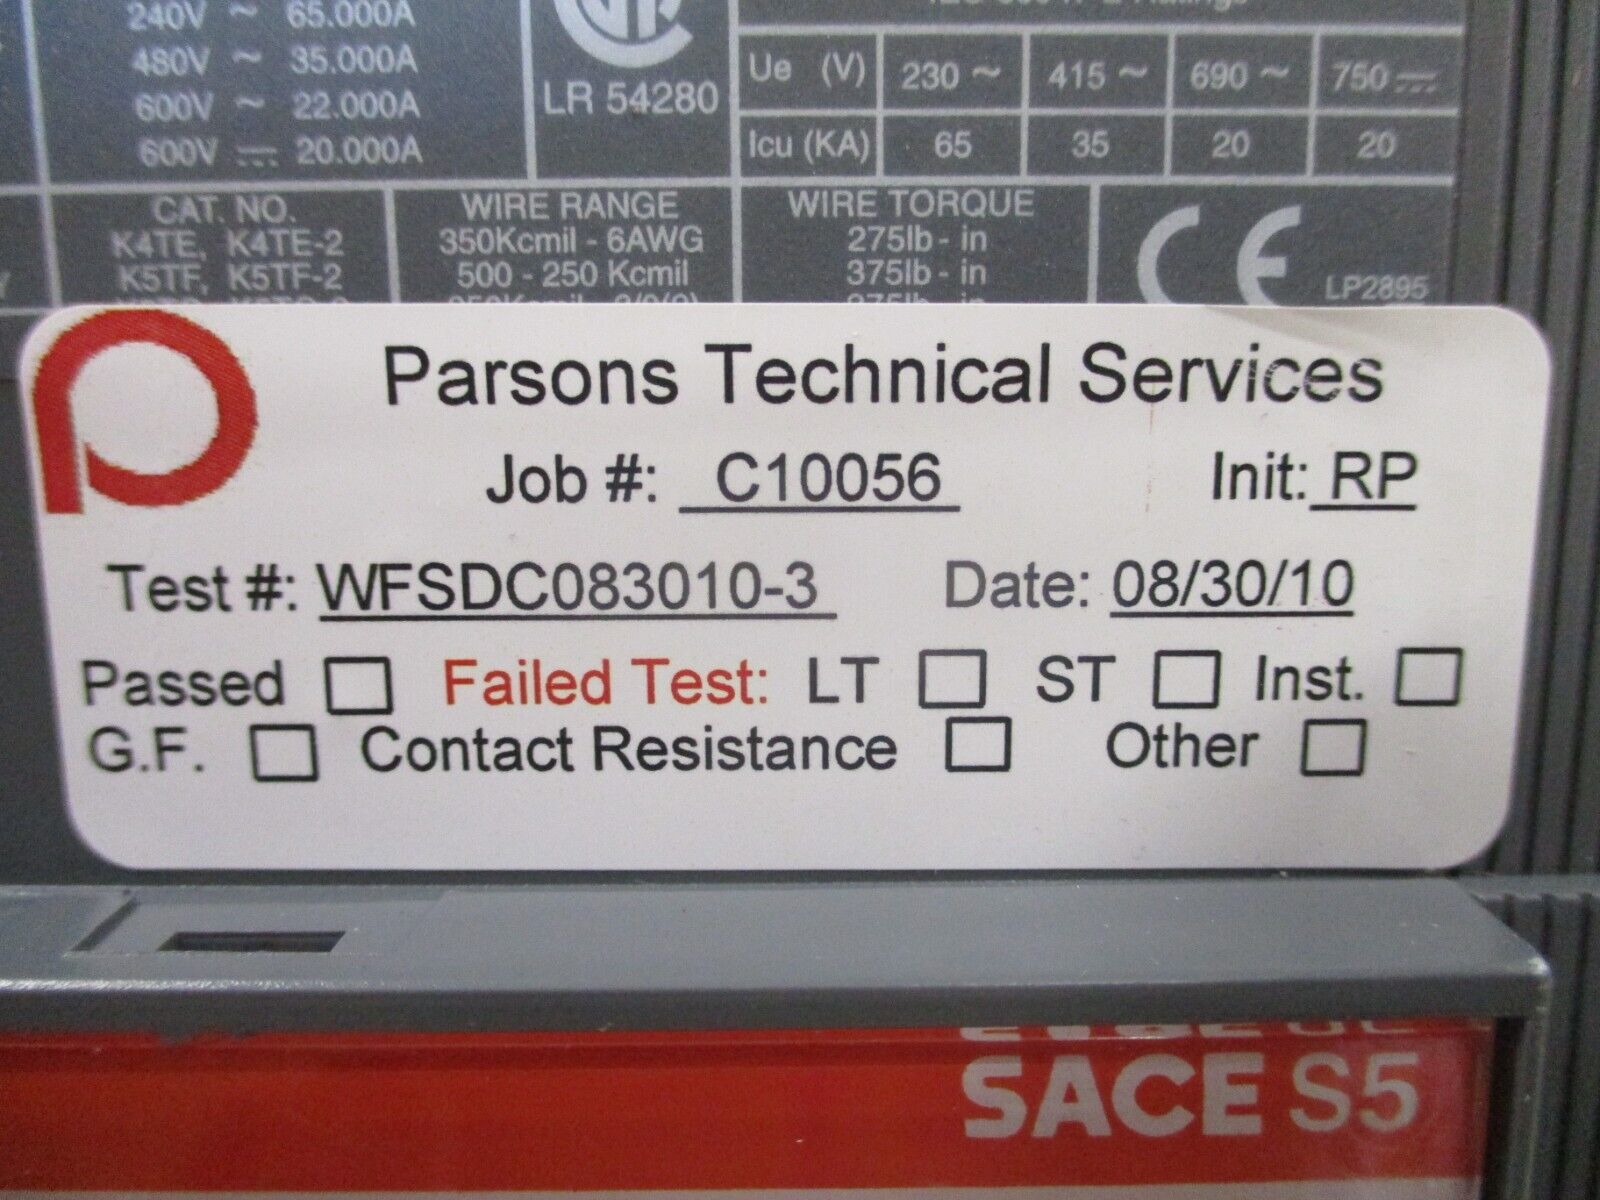 240V ~ 65.000A
480V ~ 35.000A
600V ~ 22.000A
600V ⎓ 20.000A
LR 54280
Ue (V) 230 ~ 415 ~ 690 ~ 750 ⎓
Icu (KA) 65 35 20 20
CAT. NO. WIRE RANGE WIRE TORQUE
K4TE, K4TE-2 350Kcmil - 6AWG 275lb - in
K5TF, K5TF-2 500 - 250 Kcmil 375lb - in
CE LP2895
Parsons Technical Services
Job #: C10056 Init: RP
Test #: WFSDC083010-3 Date: 08/30/10
Passed Failed Test: LT ST Inst.
G.F. Contact Resistance Other
SACE S5